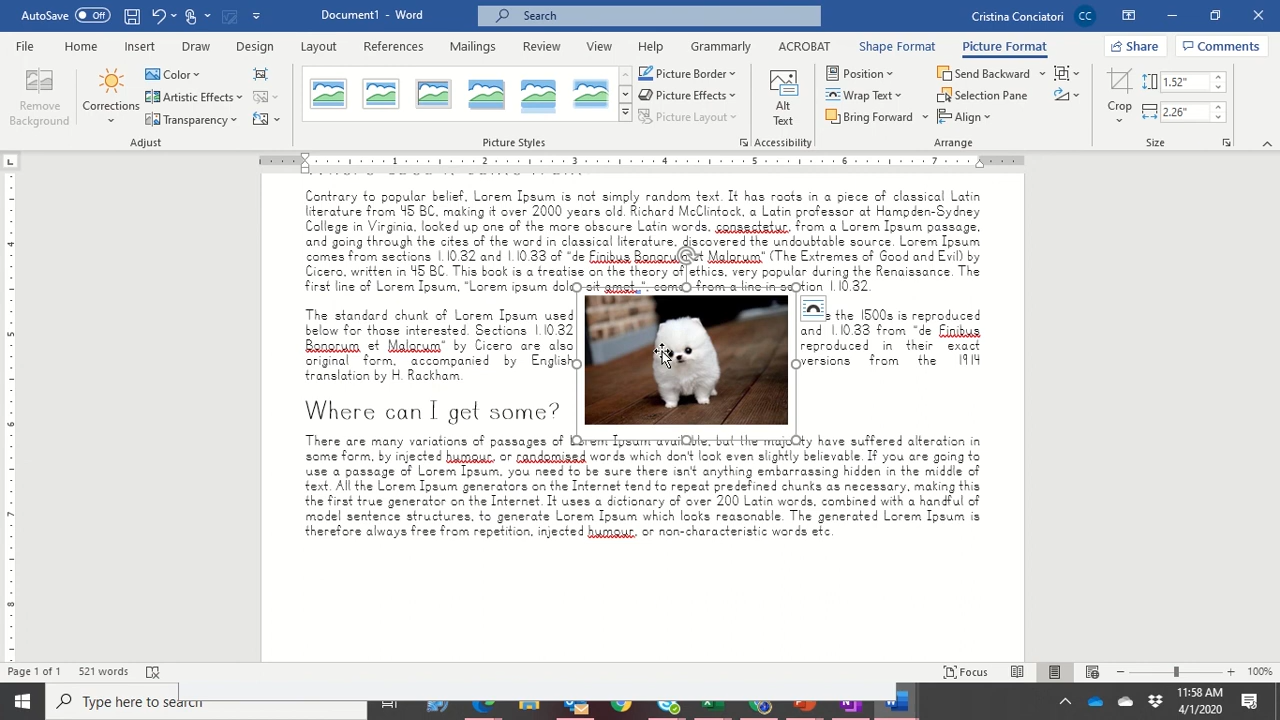 AutoSave Off Document1 - Word Search Cristina Conciatori CC
File Home Insert Draw Design Layout References Mailings Review View Help Grammarly ACROBAT Shape Format Picture Format Share Comments
Remove Background
Corrections
Color
Artistic Effects
Transparency
Adjust
Picture Border
Picture Effects
Picture Layout
Picture Styles
Alt Text
Accessibility
Position
Wrap Text
Bring Forward
Send Backward
Selection Pane
Align
Arrange
Crop
1.52"
2.26"
Size
1 2 3 4 5 6 7
4
5
6
7
8
Contrary to popular belief, Lorem Ipsum is not simply random text. It has roots in a piece of classical Latin
literature from 45 BC, making it over 2000 years old. Richard McClintock, a Latin professor at Hampden-Sydney
College in Virginia, looked up one of the more obscure Latin words, consectetur, from a Lorem Ipsum passage,
and going through the cites of the word in classical literature, discovered the undoubtable source. Lorem Ipsum
comes from sections 1.10.32 and 1.10.33 of "de Finibus Bonorum et Malorum" (The Extremes of Good and Evil) by
Cicero, written in 45 BC. This book is a treatise on the theory of ethics, very popular during the Renaissance. The
first line of Lorem Ipsum, "Lorem ipsum dolor sit amet..", comes from a line in section 1.10.32.
The standard chunk of Lorem Ipsum used the 1500s is reproduced
below for those interested. Sections 1.10.32 and 1.10.33 from "de Finibus
Bonorum et Malorum" by Cicero are also reproduced in their exact
original form, accompanied by English versions from the 1914
translation by H. Rackham.
Where can I get some?
There are many variations of passages of Lorem Ipsum available, but the majority have suffered alteration in
some form, by injected humour, or randomised words which don't look even slightly believable. If you are going to
use a passage of Lorem Ipsum, you need to be sure there isn't anything embarrassing hidden in the middle of
text. All the Lorem Ipsum generators on the Internet tend to repeat predefined chunks as necessary, making this
the first true generator on the Internet. It uses a dictionary of over 200 Latin words, combined with a handful of
model sentence structures, to generate Lorem Ipsum which looks reasonable. The generated Lorem Ipsum is
therefore always free from repetition, injected humour, or non-characteristic words etc.
Page 1 of 1 521 words Focus 100%
Type here to search
11:58 AM
4/1/2020